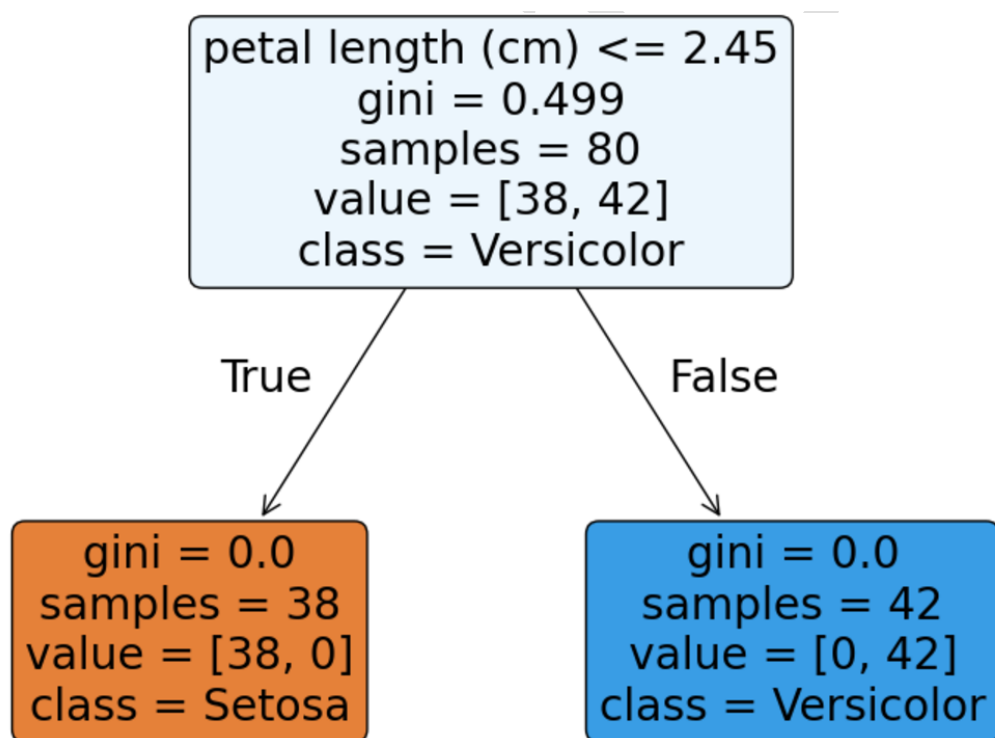 petal length (cm) <= 2.45
gini = 0.499
samples = 80
value = [38, 42]
class = Versicolor
True
False
gini = 0.0
samples = 38
value = [38, 0]
class = Setosa
gini = 0.0
samples = 42
value = [0, 42]
class = Versicolor